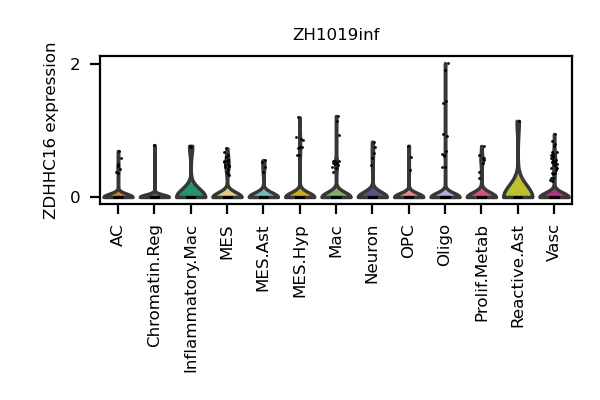 ZH1019inf
ZDHHC16 expression
2
0
AC
Chromatin.Reg
Inflammatory.Mac
MES
MES.Ast
MES.Hyp
Mac
Neuron
OPC
Oligo
Prolif.Metab
Reactive.Ast
Vasc